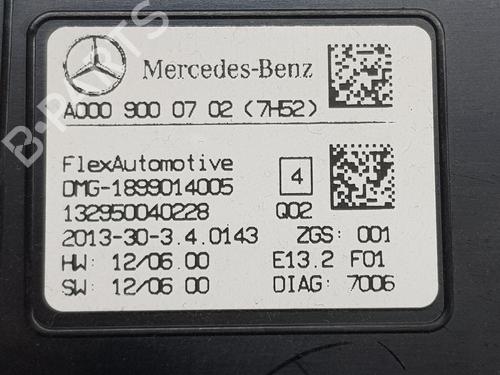 Mercedes-Benz
A000 900 07 02 (7H52)
FlexAutomotive
DMG-1899014005
4
132950040228
Q02
2013-30-3.4.0143
ZGS: 001
HW: 12/06.00
E13.2 F01
SW: 12/06 00
DIAG: 7006
B-PARTS